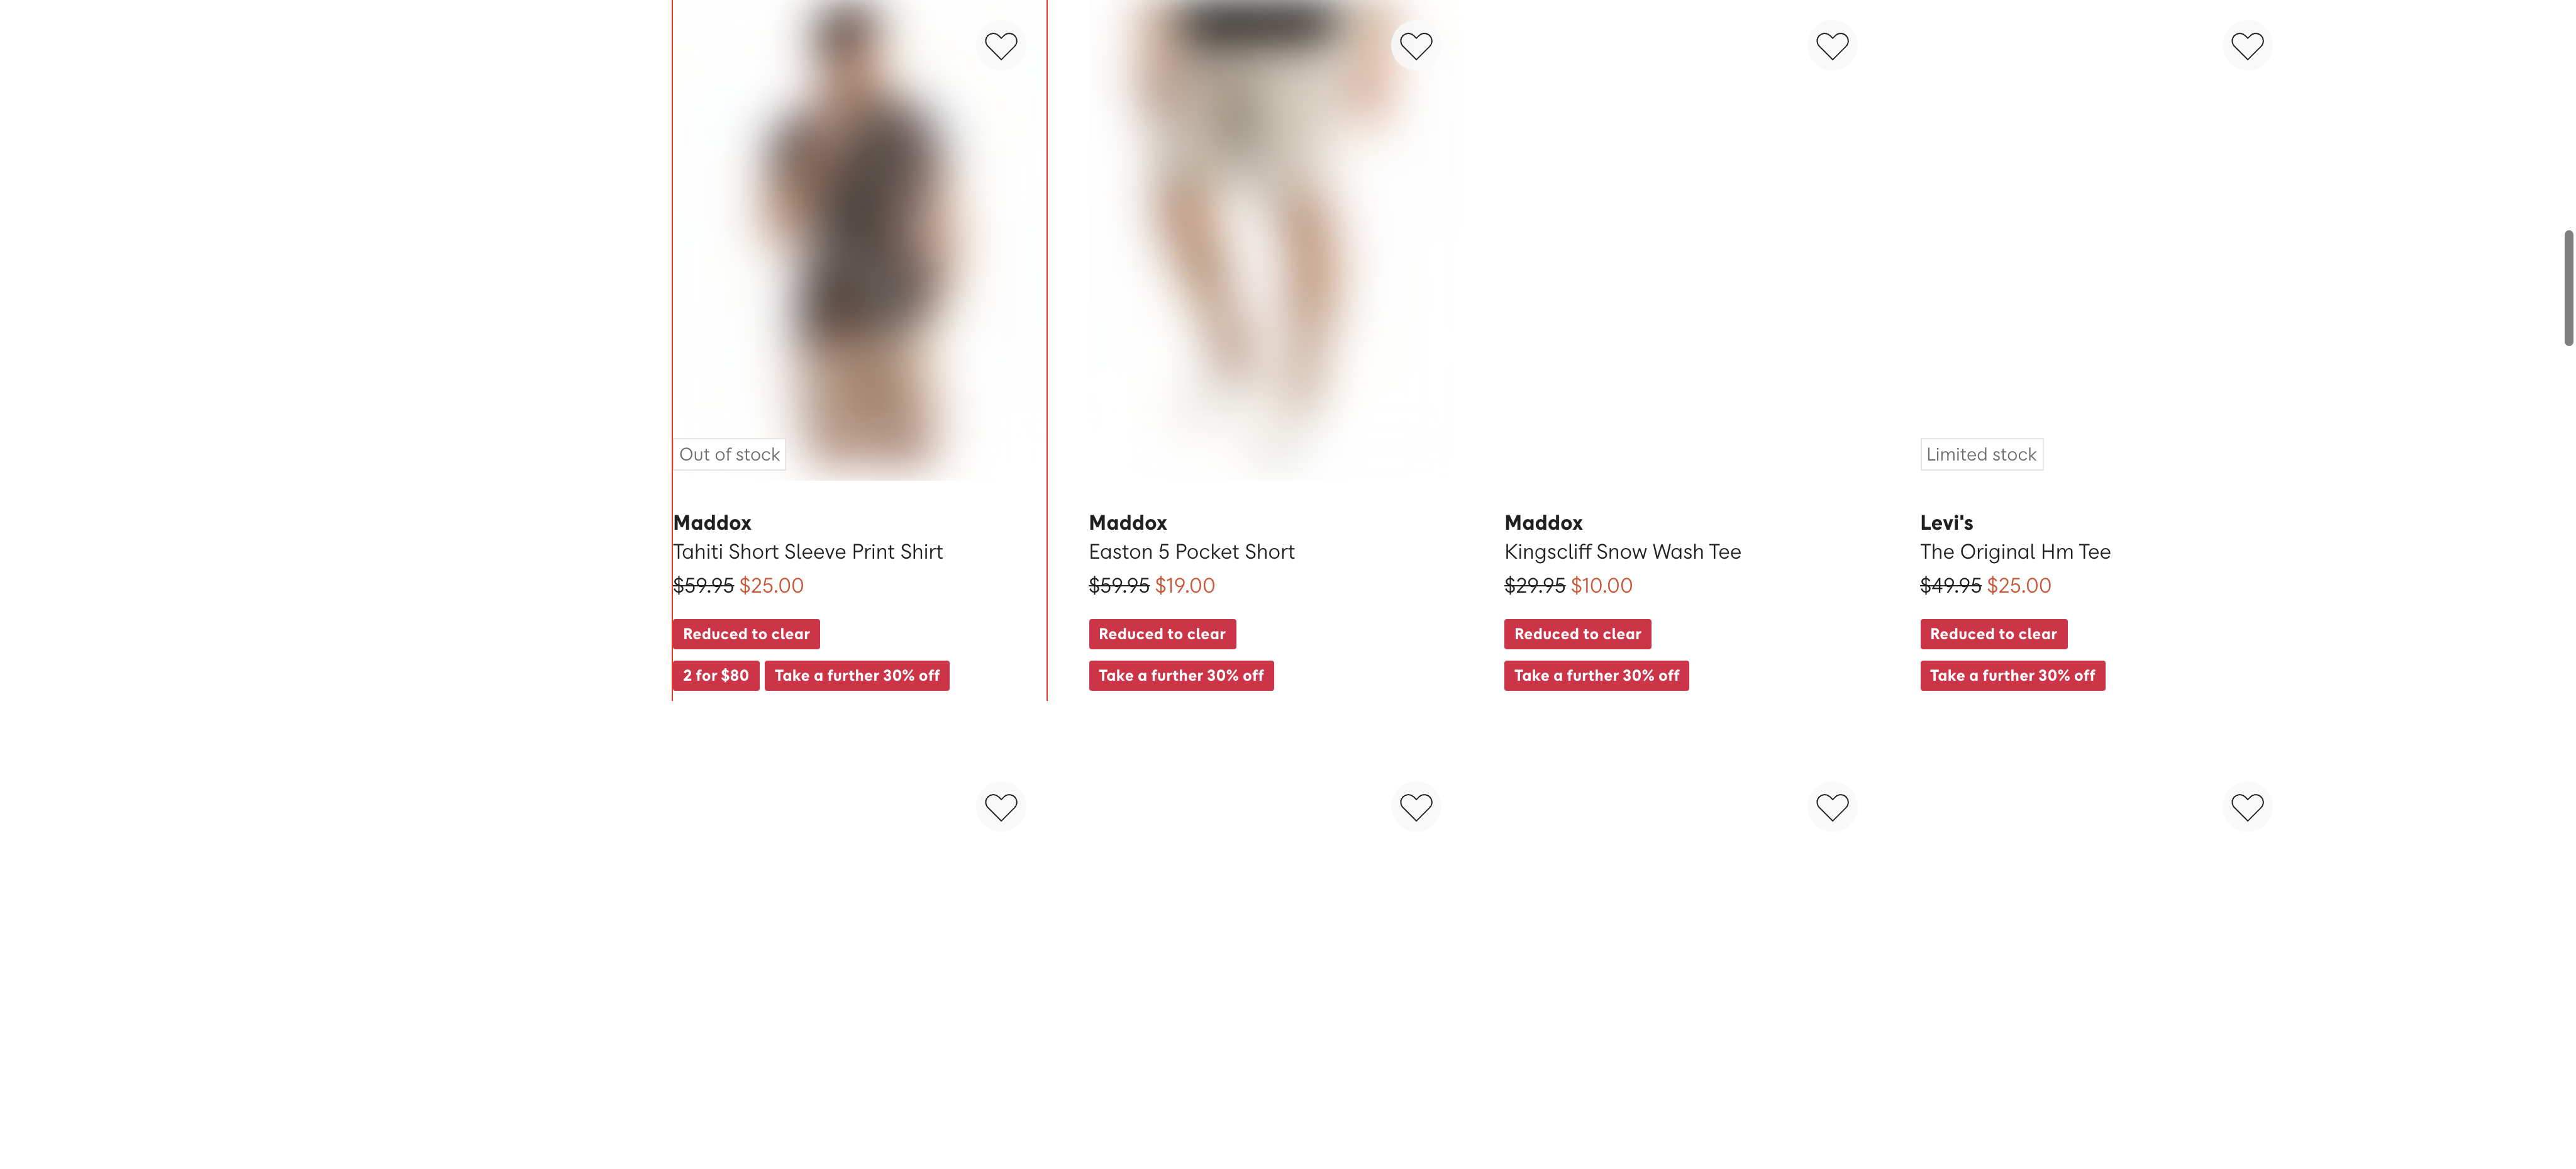 Out of stock
Limited stock
Maddox
Tahiti Short Sleeve Print Shirt
$59.95 $25.00
Reduced to clear
2 for $80 Take a further 30% off
Maddox
Easton 5 Pocket Short
$59.95 $19.00
Reduced to clear
Take a further 30% off
Maddox
Kingscliff Snow Wash Tee
$29.95 $10.00
Reduced to clear
Take a further 30% off
Levi's
The Original Hm Tee
$49.95 $25.00
Reduced to clear
Take a further 30% off